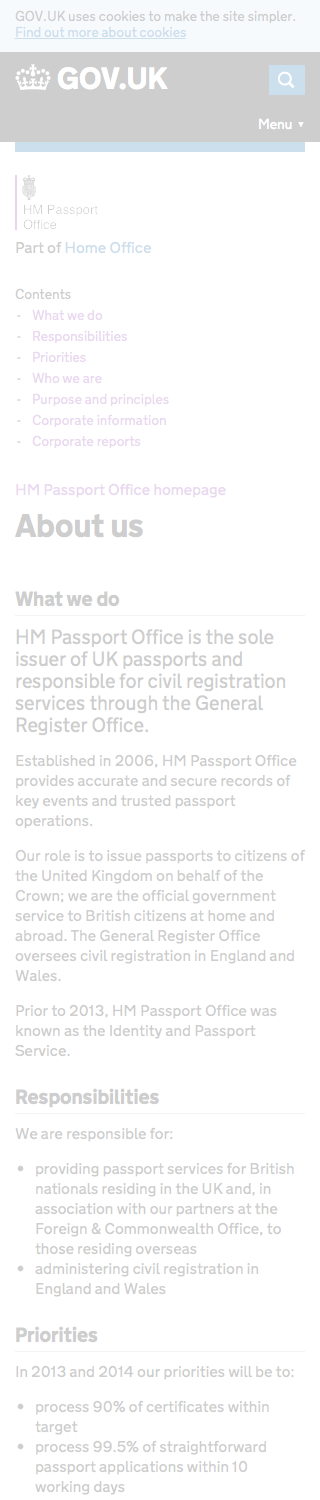 GOV.UK uses cookies to make the site simpler.
Find out more about cookies
GOV.UK
Menu ▼
HM Passport
Office
Part of Home Office
Contents
- What we do
- Responsibilities
- Priorities
- Who we are
- Purpose and principles
- Corporate information
- Corporate reports
HM Passport Office homepage
About us
What we do
HM Passport Office is the sole
issuer of UK passports and
responsible for civil registration
services through the General
Register Office.
Established in 2006, HM Passport Office
provides accurate and secure records of
key events and trusted passport
operations.
Our role is to issue passports to citizens of
the United Kingdom on behalf of the
Crown; we are the official government
service to British citizens at home and
abroad. The General Register Office
oversees civil registration in England and
Wales.
Prior to 2013, HM Passport Office was
known as the Identity and Passport
Service.
Responsibilities
We are responsible for:
• providing passport services for British
nationals residing in the UK and, in
association with our partners at the
Foreign & Commonwealth Office, to
those residing overseas
• administering civil registration in
England and Wales
Priorities
In 2013 and 2014 our priorities will be to:
• process 90% of certificates within
target
• process 99.5% of straightforward
passport applications within 10
working days